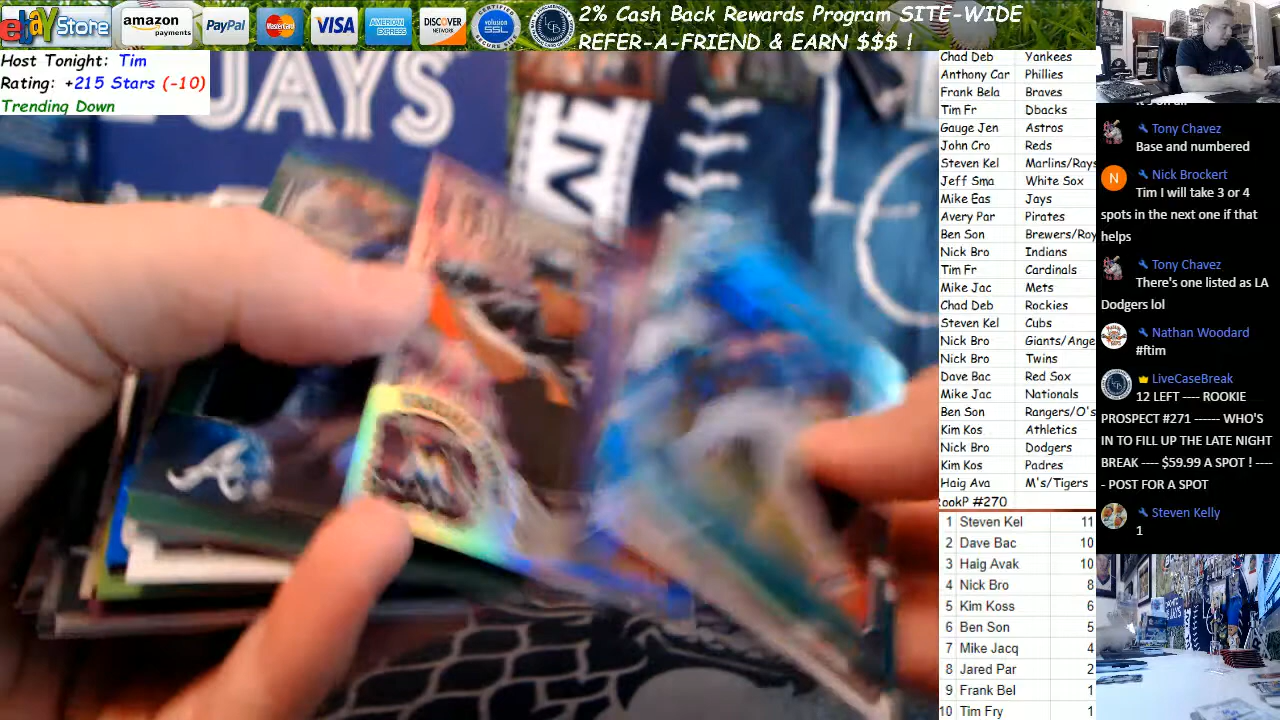 ebay Store
amazon
payments
PayPal
MasterCard
VISA
AMERICAN
EXPRESS
DISCOVER
NETWORK
volusion
SSL
CERTIFIED
LCB
2% Cash Back Rewards Program SITE-WIDE
REFER-A-FRIEND & EARN $$$ !
Host Tonight: Tim
Rating: +215 Stars (-10)
Trending Down
JAYS
Chad Deb Yankees
Anthony Car Phillies
Frank Bela Braves
Tim Fr Dbacks
Gauge Jen Astros
John Cro Reds
Steven Kel Marlins/Rays
Jeff Sma White Sox
Mike Eas Jays
Avery Par Pirates
Ben Son Brewers/Roy
Nick Bro Indians
Tim Fr Cardinals
Mike Jac Mets
Chad Deb Rockies
Steven Kel Cubs
Nick Bro Giants/Ange
Nick Bro Twins
Dave Bac Red Sox
Mike Jac Nationals
Ben Son Rangers/O's
Kim Kos Athletics
Nick Bro Dodgers
Kim Kos Padres
Haig Ava M's/Tigers
RookP #270
1 Steven Kel 11
2 Dave Bac 10
3 Haig Avak 10
4 Nick Bro 8
5 Kim Koss 6
6 Ben Son 5
7 Mike Jacq 4
8 Jared Par 2
9 Frank Bel 1
10 Tim Fry 1
Tony Chavez
Base and numbered
N
Nick Brockert
Tim I will take 3 or 4
spots in the next one if that
helps
Tony Chavez
There's one listed as LA
Dodgers lol
Nathan Woodard
#ftim
LiveCaseBreak
12 LEFT ---- ROOKIE
PROSPECT #271 ------ WHO'S
IN TO FILL UP THE LATE NIGHT
BREAK ---- $59.99 A SPOT ! ----
- POST FOR A SPOT
Steven Kelly
1